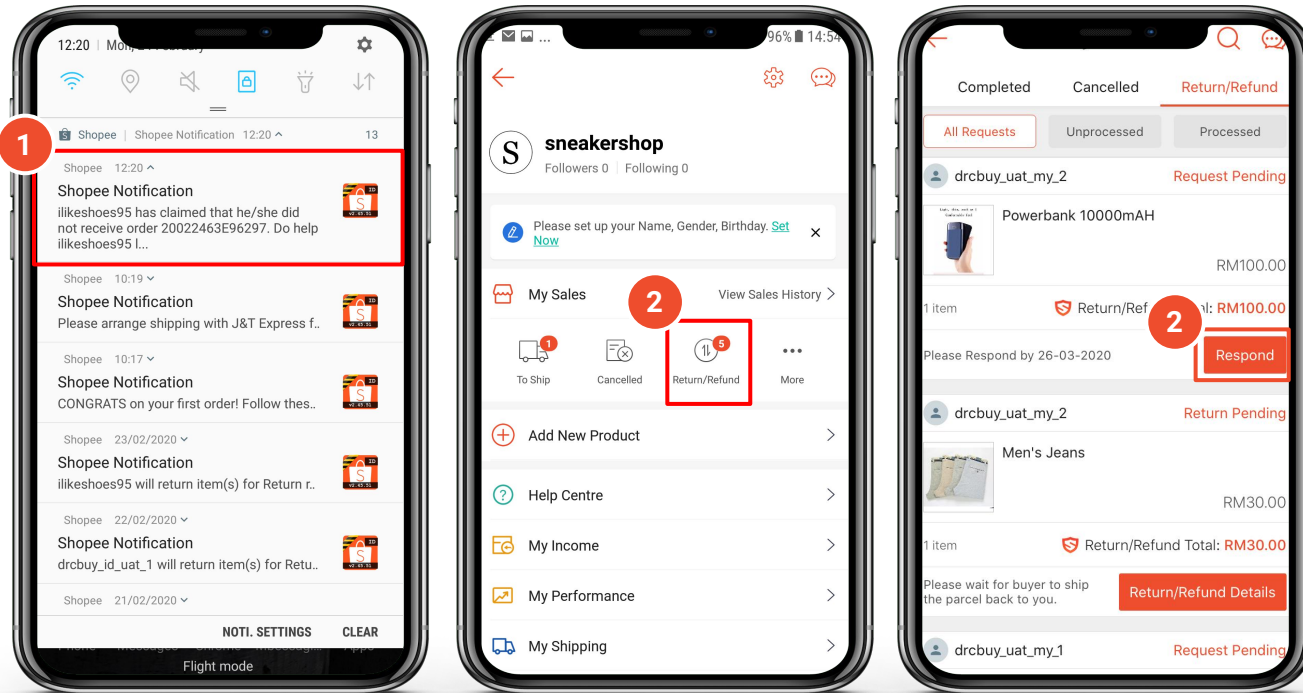 12:20 | Mon,
Shopee | Shopee Notification 12:20 13
1
Shopee 12:20
Shopee Notification
ilikeshoes95 has claimed that he/she did
not receive order 20022463E96297. Do help
ilikeshoes95 l...
Shopee 10:19
Shopee Notification
Please arrange shipping with J&T Express f..
Shopee 10:17
Shopee Notification
CONGRATS on your first order! Follow thes..
Shopee 23/02/2020
Shopee Notification
ilikeshoes95 will return item(s) for Return r..
Shopee 22/02/2020
Shopee Notification
drcbuy_id_uat_1 will return item(s) for Retu..
Shopee 21/02/2020
NOTI. SETTINGS CLEAR
Flight mode
... 96% 14:54
S
sneakershop
Followers 0 | Following 0
Please set up your Name, Gender, Birthday. Set
Now
My Sales View Sales History >
2
1 5
To Ship Cancelled Return/Refund More
Add New Product
Help Centre
My Income
My Performance
My Shipping
Completed Cancelled Return/Refund
All Requests Unprocessed Processed
drcbuy_uat_my_2 Request Pending
Powerbank 10000mAH
RM100.00
1 item Return/Ref l: RM100.00
2
Please Respond by 26-03-2020 Respond
drcbuy_uat_my_2 Return Pending
Men's Jeans
RM30.00
1 item Return/Refund Total: RM30.00
Please wait for buyer to ship
the parcel back to you.
Return/Refund Details
drcbuy_uat_my_1 Request Pending